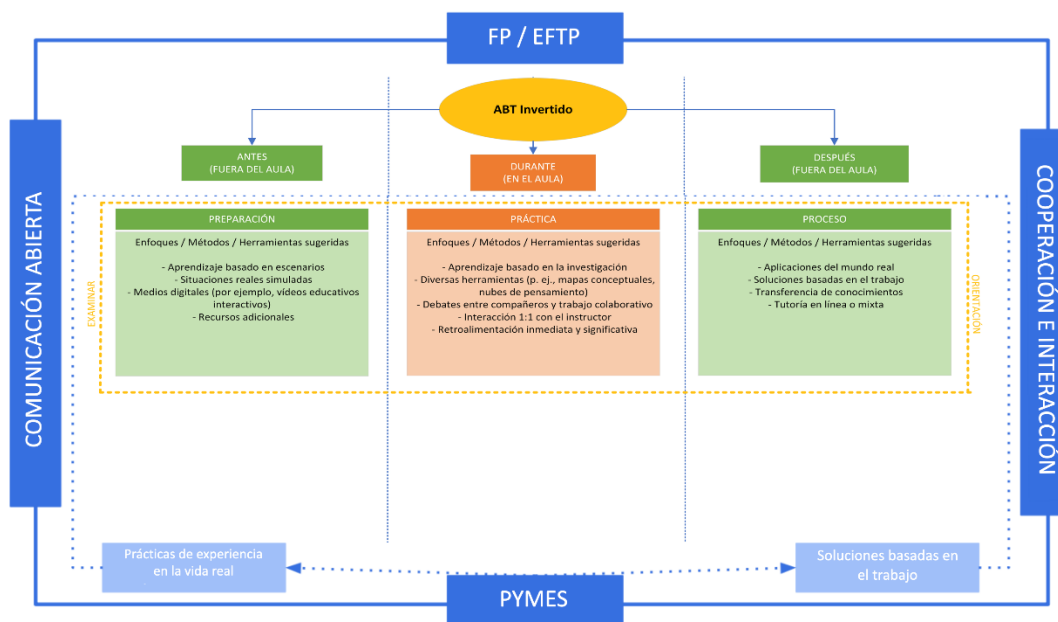 FP / EFTP
ABT Invertido
ANTES
(FUERA DEL AULA)
DURANTE
(EN EL AULA)
DESPUÉS
(FUERA DEL AULA)
COMUNICACIÓN ABIERTA
EXAMINAR
PREPARACIÓN
Enfoques / Métodos / Herramientas sugeridas
- Aprendizaje basado en escenarios
- Situaciones reales simuladas
- Medios digitales (por ejemplo, vídeos educativos
interactivos)
- Recursos adicionales
PRÁCTICA
Enfoques / Métodos / Herramientas sugeridas
- Aprendizaje basado en la investigación
- Diversas herramientas (p. ej., mapas conceptuales,
nubes de pensamiento)
- Debates entre compañeros y trabajo colaborativo
- Interacción 1:1 con el instructor
- Retroalimentación inmediata y significativa
PROCESO
Enfoques / Métodos / Herramientas sugeridas
- Aplicaciones del mundo real
- Soluciones basadas en el trabajo
- Transferencia de conocimientos
- Tutoría en línea o mixta
ORIENTACIÓN
COOPERACIÓN E INTERACCIÓN
Prácticas de experiencia
en la vida real
Soluciones basadas en
el trabajo
PYMES